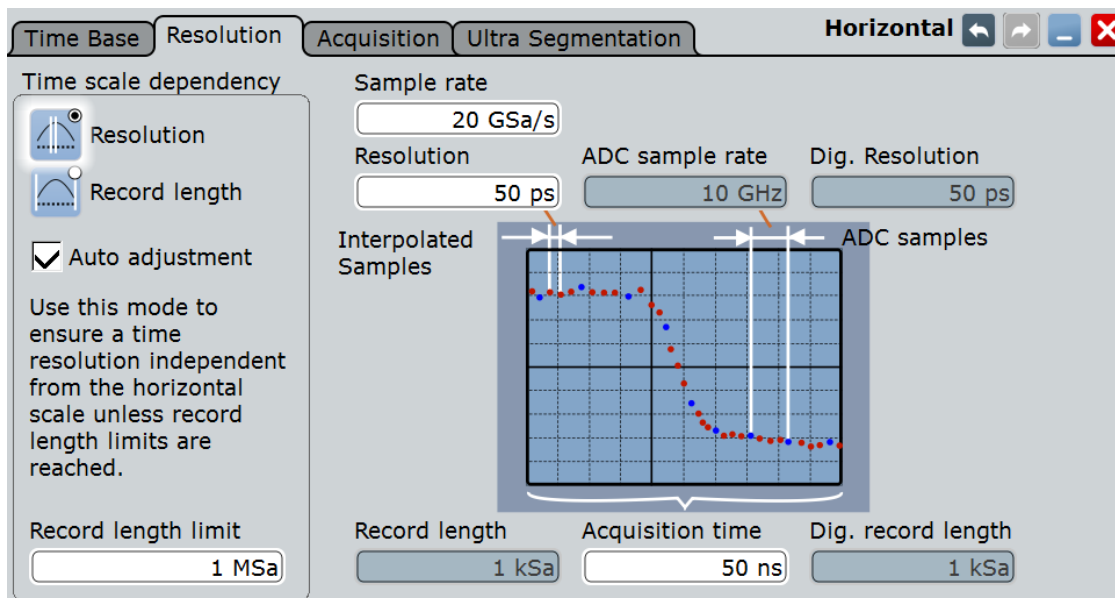 Time Base
Resolution
Acquisition
Ultra Segmentation
Horizontal
Time scale dependency
Resolution
Record length
Auto adjustment
Use this mode to
ensure a time
resolution independent
from the horizontal
scale unless record
length limits are
reached.
Record length limit
1 MSa
Sample rate
20 GSa/s
Resolution
50 ps
ADC sample rate
10 GHz
Dig. Resolution
50 ps
Interpolated
Samples
ADC samples
Record length
1 kSa
Acquisition time
50 ns
Dig. record length
1 kSa